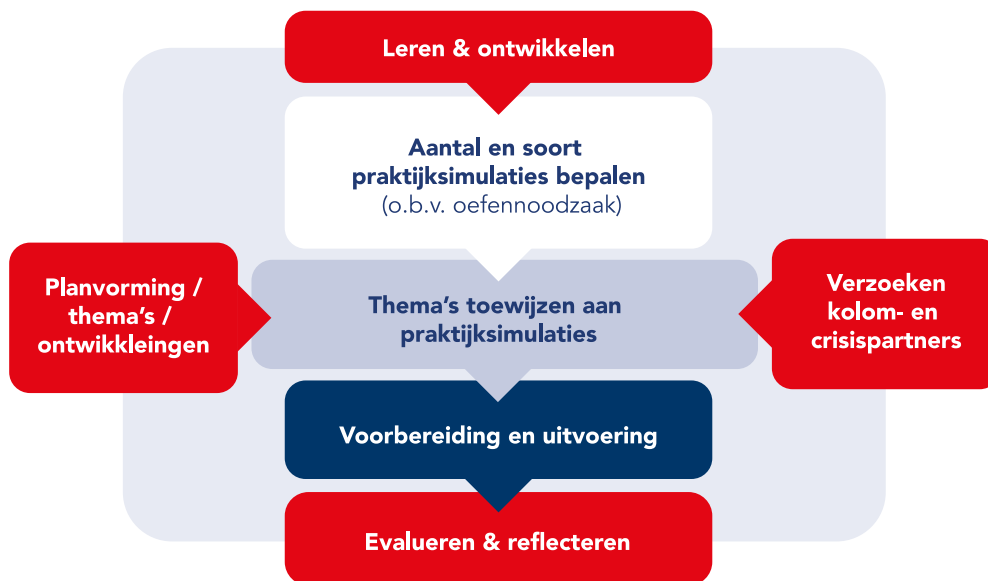 Leren & ontwikkelen
Aantal en soort
praktijksimulaties bepalen
(o.b.v. oefennoodzaak)
Planvorming /
thema's /
ontwikkleingen
Thema's toewijzen aan
praktijksimulaties
Verzoeken
kolom- en
crisispartners
Voorbereiding en uitvoering
Evalueren & reflecteren